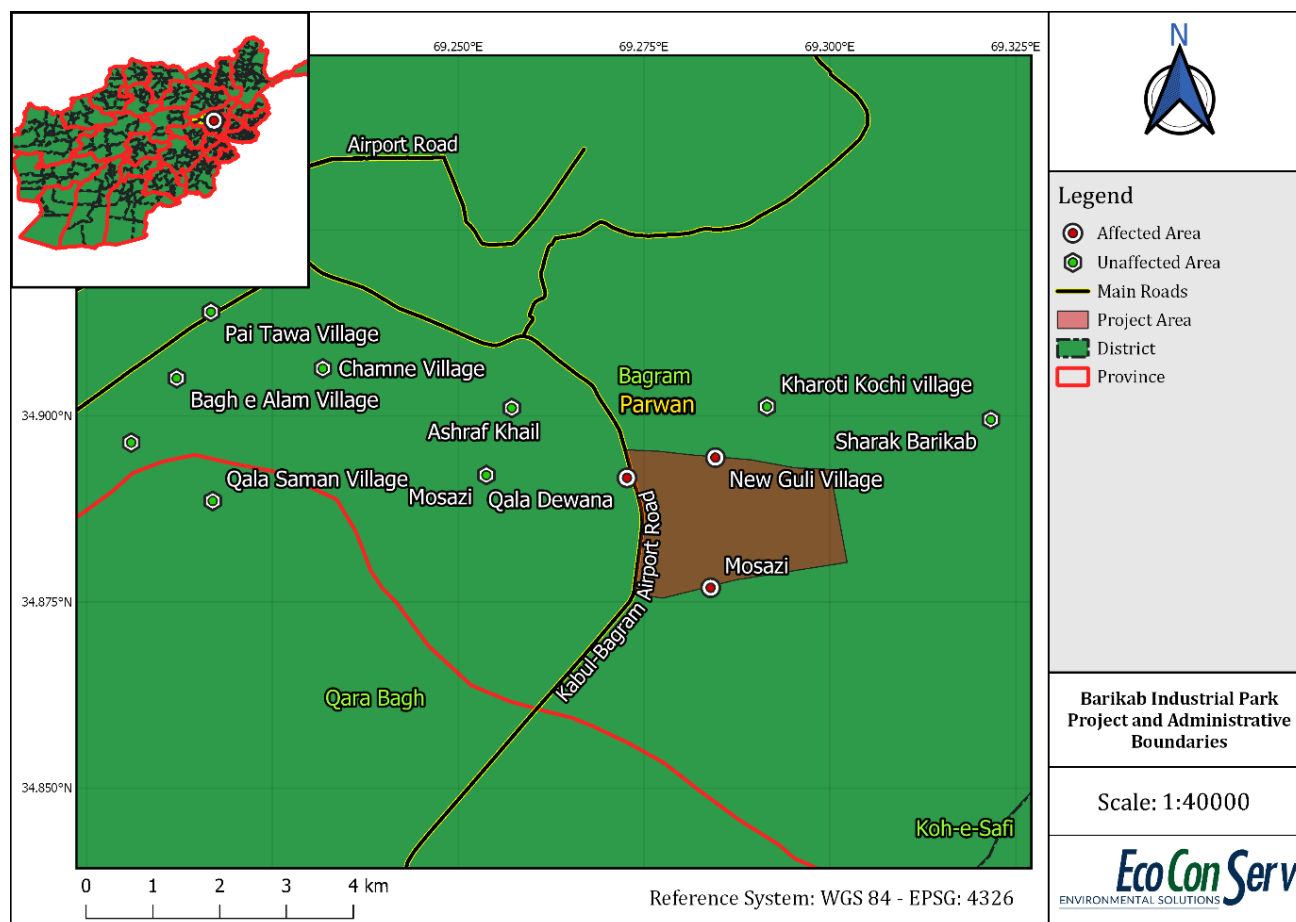 69.250°E
69.275°E
69.300°E
69.325°E
N
Airport Road
Legend
Affected Area
Unaffected Area
Main Roads
Project Area
District
Province
Pai Tawa Village
Chamne Village
Bagh e Alam Village
Bagram
Parwan
Kharoti Kochi village
34.900°N
Ashraf Khail
Sharak Barikab
Qala Saman Village
Mosazi
Qala Dewana
New Guli Village
Kabul-Bagram Airport Road
Mosazi
34.875°N
Qara Bagh
34.850°N
Koh-e-Safi
Barikab Industrial Park
Project and Administrative
Boundaries
Scale: 1:40000
0 1 2 3 4 km
Reference System: WGS 84 - EPSG: 4326
EcoConServ
ENVIRONMENTAL SOLUTIONS